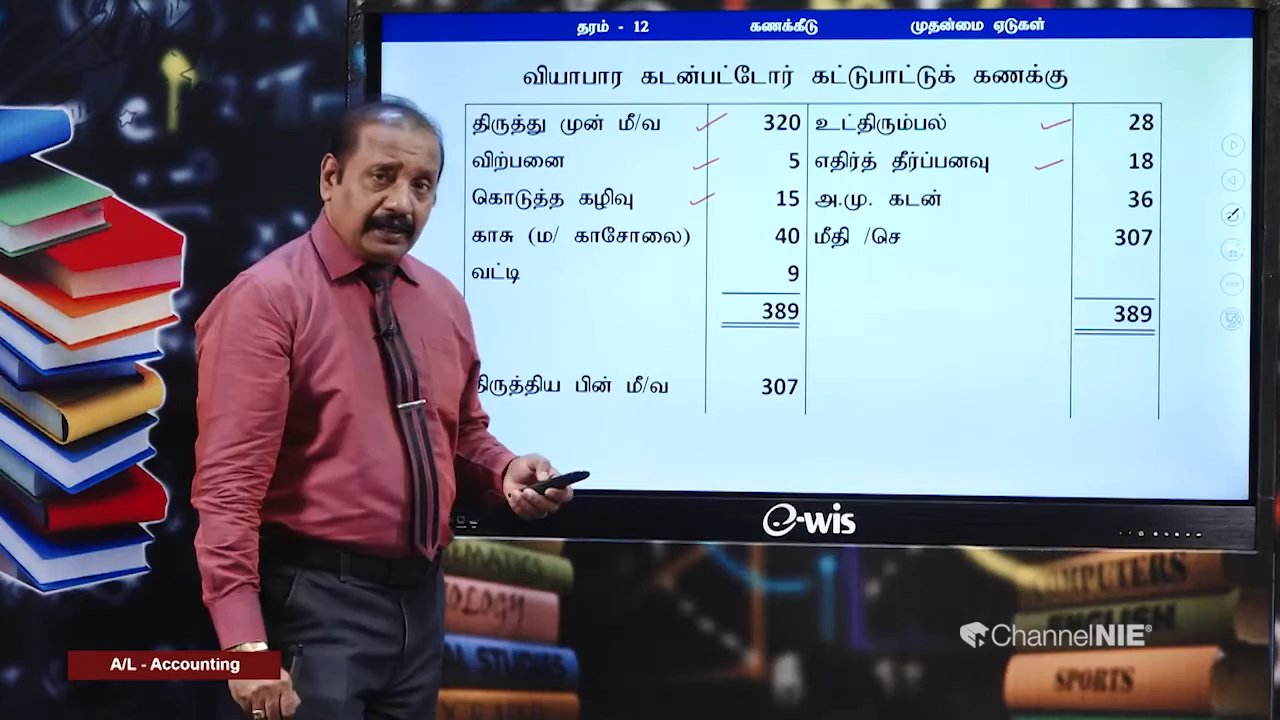 தரம் - 12 கணக்கீடு முதன்மை ஏடுகள்
வியாபார கடன்பட்டோர் கட்டுபாட்டுக் கணக்கு
திருத்து முன் மீ/வ 320 உட்திரும்பல் 28
விற்பனை 5 எதிர்த் தீர்ப்பனவு 18
கொடுத்த கழிவு 15 அ.மு. கடன் 36
காசு (ம/ காசோலை) 40 மீதி /செ 307
வட்டி 9
389 389
திருத்திய பின் மீ/வ 307
e-wis
COMPUTERS
ENGLISH
ChannelNIE®
A/L - Accounting
SPORTS